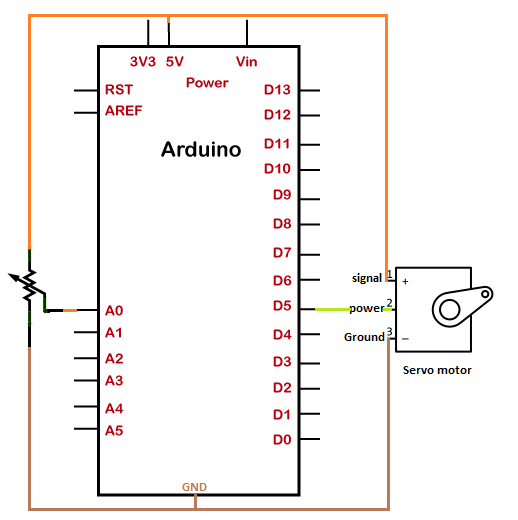 3V3 5V Vin
Power
RST D13
AREF D12
Arduino
D11
D10
D9
D8
D7
signal 1
D6 +
A0 D5 power 2
A1 D4 Ground 3 –
A2 D3 Servo motor
A3 D2
A4 D1
A5 D0
GND